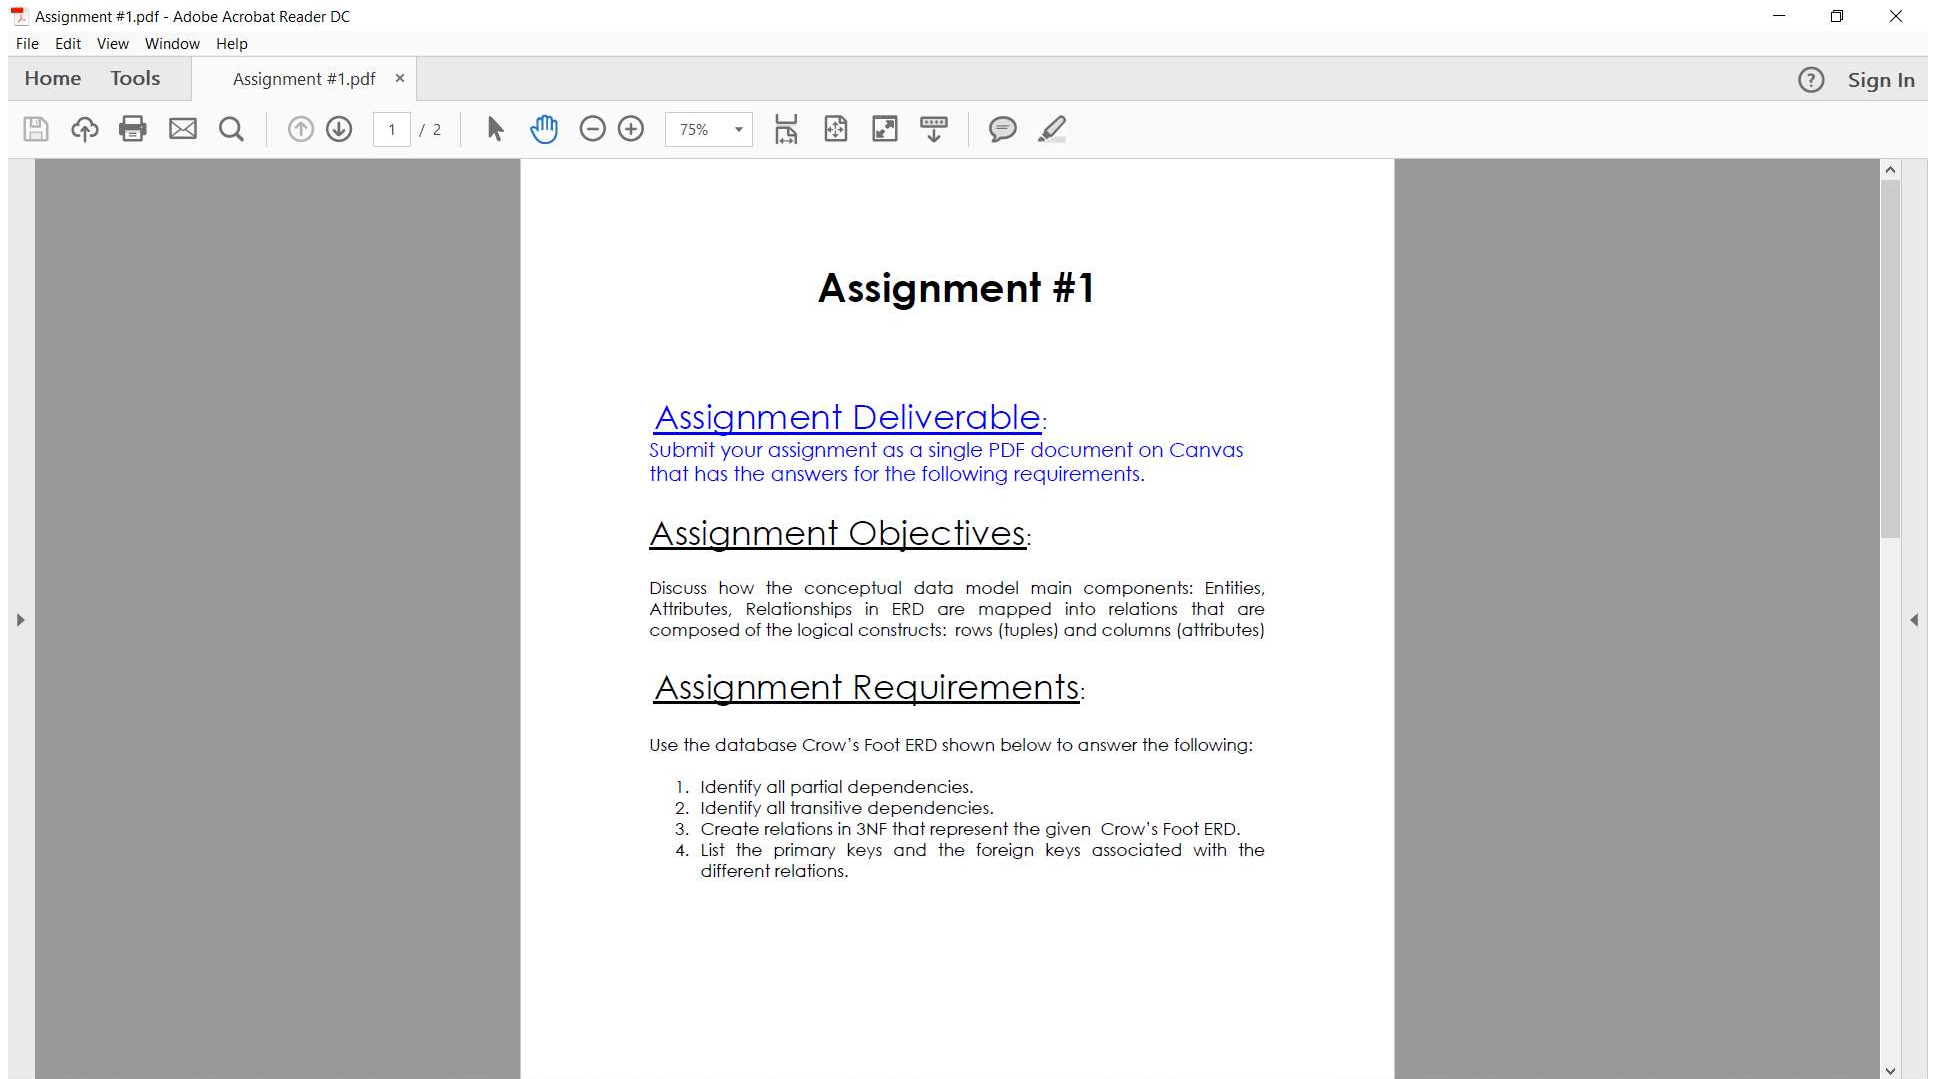 Assignment #1.pdf - Adobe Acrobat Reader DC
File Edit View Window Help
Home Tools Assignment #1.pdf × ? Sign In
1 / 2 75%
Assignment #1
Assignment Deliverable:
Submit your assignment as a single PDF document on Canvas
that has the answers for the following requirements.
Assignment Objectives:
Discuss how the conceptual data model main components: Entities,
Attributes, Relationships in ERD are mapped into relations that are
composed of the logical constructs: rows (tuples) and columns (attributes)
Assignment Requirements:
Use the database Crow's Foot ERD shown below to answer the following:
1. Identify all partial dependencies.
2. Identify all transitive dependencies.
3. Create relations in 3NF that represent the given Crow's Foot ERD.
4. List the primary keys and the foreign keys associated with the
different relations.